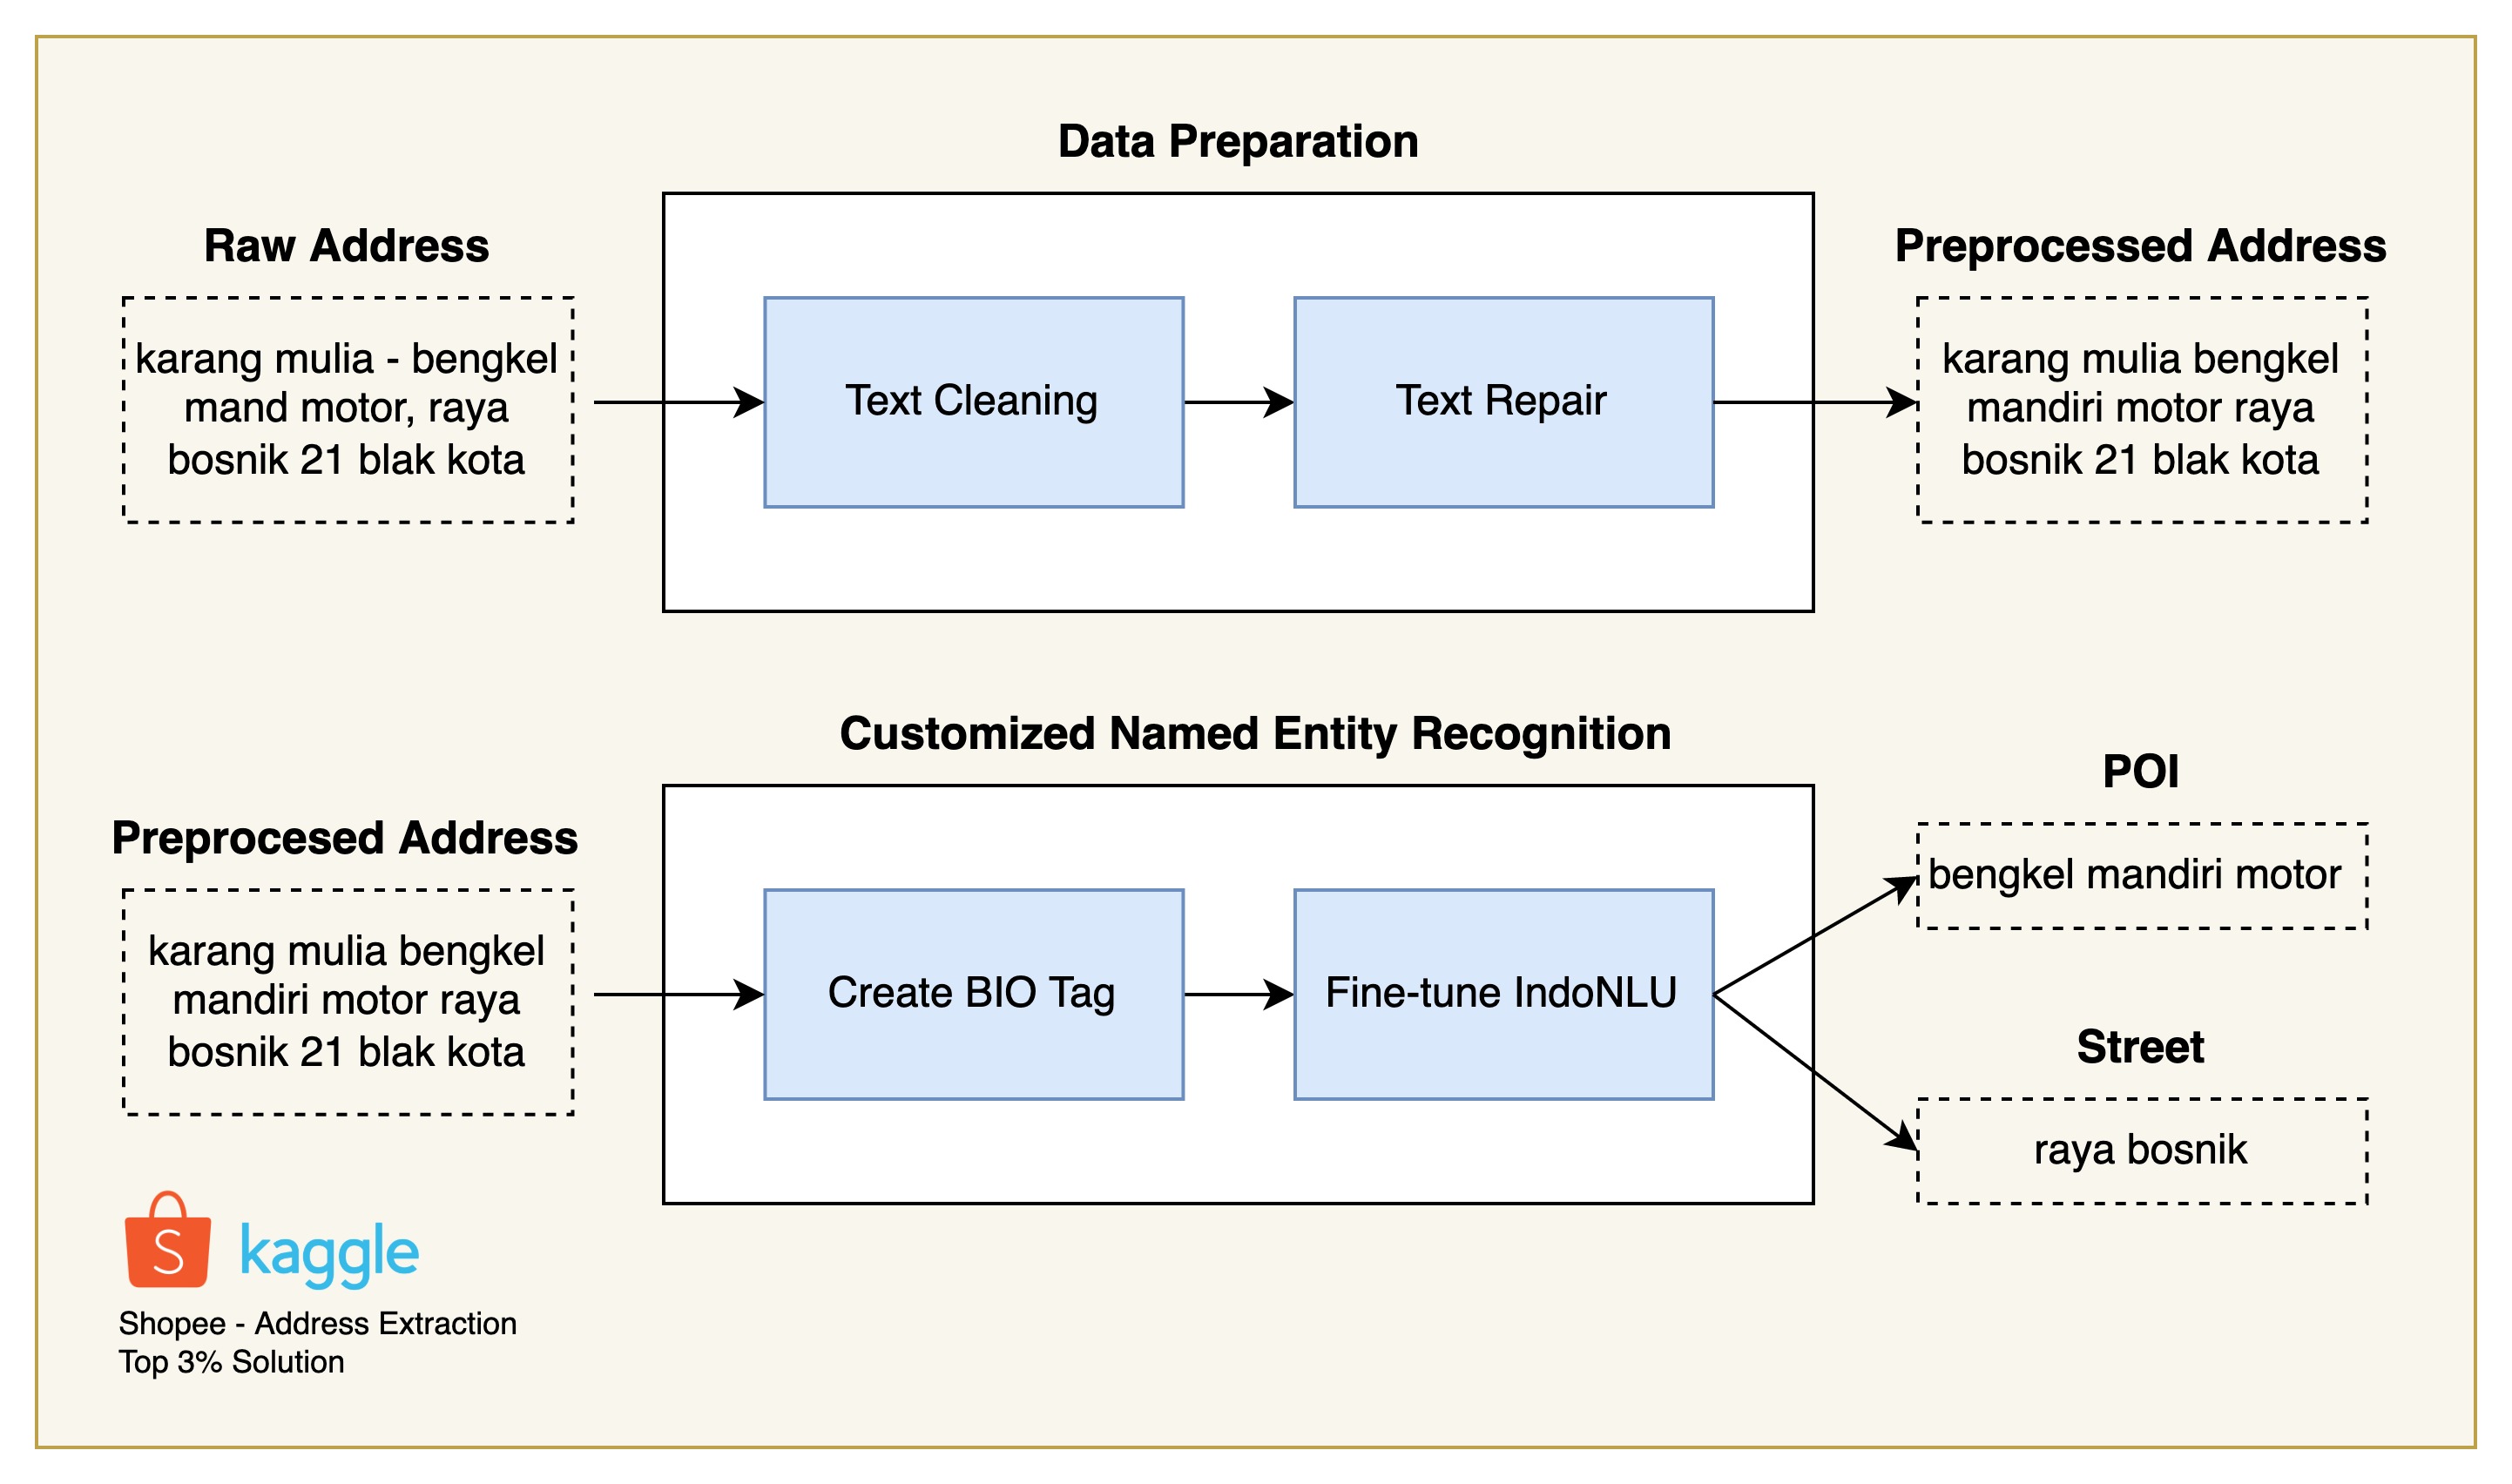 Data Preparation
Raw Address
karang mulia - bengkel
mand motor, raya
bosnik 21 blak kota
Text Cleaning
Text Repair
Preprocessed Address
karang mulia bengkel
mandiri motor raya
bosnik 21 blak kota
Customized Named Entity Recognition
Preprocesed Address
karang mulia bengkel
mandiri motor raya
bosnik 21 blak kota
Create BIO Tag
Fine-tune IndoNLU
POI
bengkel mandiri motor
Street
raya bosnik
S kaggle
Shopee - Address Extraction
Top 3% Solution